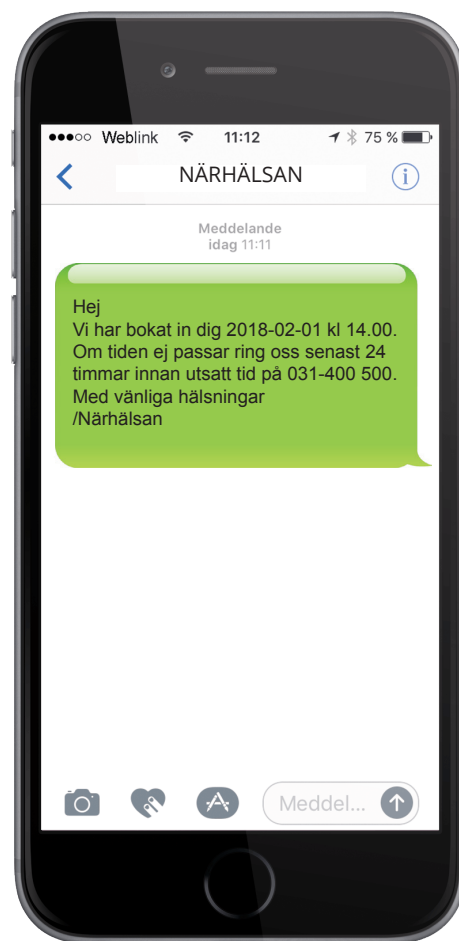 Weblink 11:12 75 %
NÄRHÄLSAN
Meddelande
idag 11:11
Hej
Vi har bokat in dig 2018-02-01 kl 14.00.
Om tiden ej passar ring oss senast 24
timmar innan utsatt tid på 031-400 500.
Med vänliga hälsningar
/Närhälsan
Meddel...